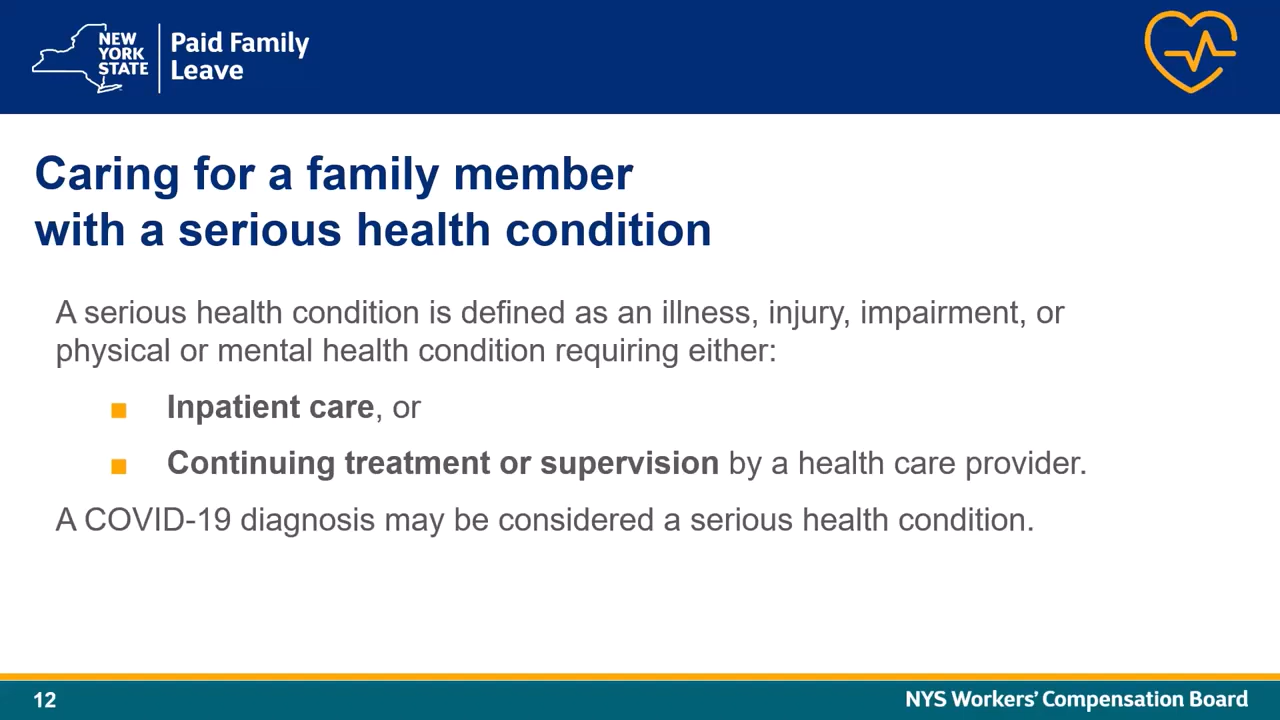 NEW
YORK
STATE
Paid Family
Leave
Caring for a family member
with a serious health condition
A serious health condition is defined as an illness, injury, impairment, or
physical or mental health condition requiring either:
■ Inpatient care, or
■ Continuing treatment or supervision by a health care provider.
A COVID-19 diagnosis may be considered a serious health condition.
12
NYS Workers’ Compensation Board